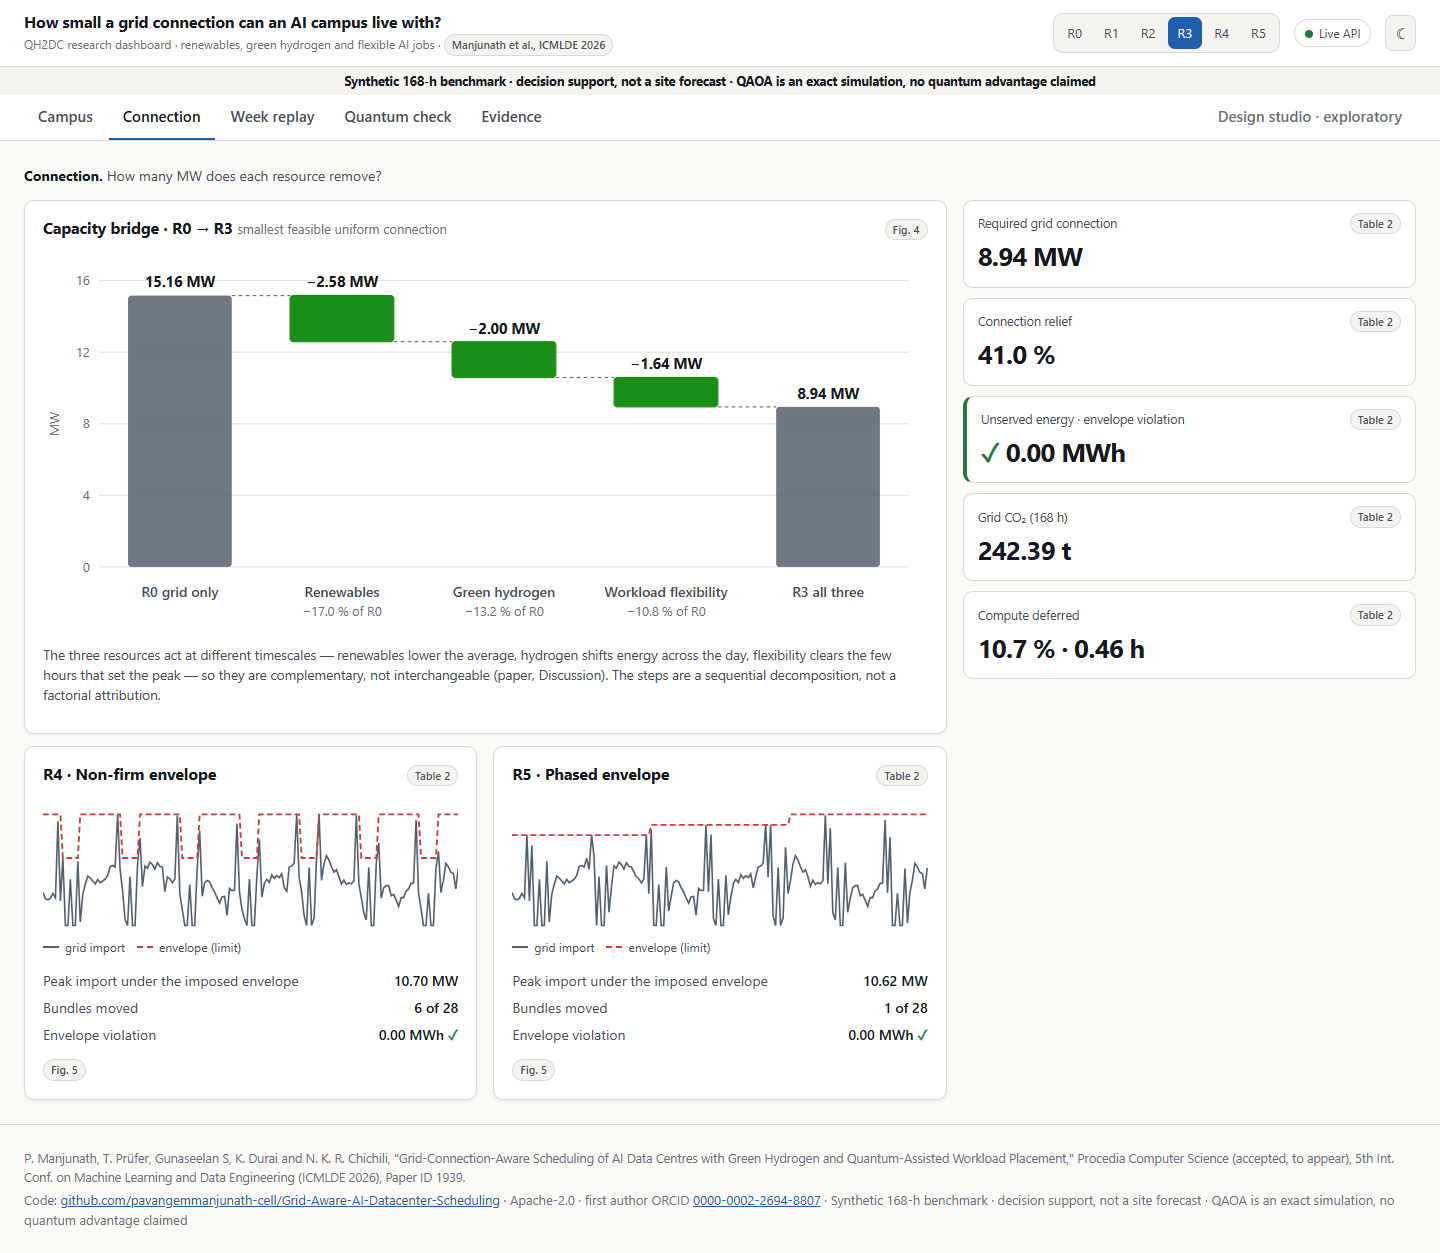 How small a grid connection can an AI campus live with?
QH2DC research dashboard · renewables, green hydrogen and flexible AI jobs · Manjunath et al., ICMLDE 2026
R0 R1 R2 R3 R4 R5
Live API
☾
Synthetic 168-h benchmark · decision support, not a site forecast · QAOA is an exact simulation, no quantum advantage claimed
Campus Connection Week replay Quantum check Evidence
Design studio · exploratory
Connection. How many MW does each resource remove?
Capacity bridge · R0 → R3 smallest feasible uniform connection
Fig. 4
16
12
8
4
0
MW
15.16 MW
−2.58 MW
−2.00 MW
−1.64 MW
8.94 MW
R0 grid only
Renewables
−17.0 % of R0
Green hydrogen
−13.2 % of R0
Workload flexibility
−10.8 % of R0
R3 all three
The three resources act at different timescales — renewables lower the average, hydrogen shifts energy across the day, flexibility clears the few
hours that set the peak — so they are complementary, not interchangeable (paper, Discussion). The steps are a sequential decomposition, not a
factorial attribution.
Required grid connection
Table 2
8.94 MW
Connection relief
Table 2
41.0 %
Unserved energy · envelope violation
Table 2
✓ 0.00 MWh
Grid CO₂ (168 h)
Table 2
242.39 t
Compute deferred
Table 2
10.7 % · 0.46 h
R4 · Non-firm envelope
Table 2
grid import
envelope (limit)
Peak import under the imposed envelope 10.70 MW
Bundles moved 6 of 28
Envelope violation 0.00 MWh ✓
Fig. 5
R5 · Phased envelope
Table 2
grid import
envelope (limit)
Peak import under the imposed envelope 10.62 MW
Bundles moved 1 of 28
Envelope violation 0.00 MWh ✓
Fig. 5
P. Manjunath, T. Prüfer, Gunaseelan S, K. Durai and N. K. R. Chichili, "Grid-Connection-Aware Scheduling of AI Data Centres with Green Hydrogen and Quantum-Assisted Workload Placement," Procedia Computer Science (accepted, to appear), 5th Int.
Conf. on Machine Learning and Data Engineering (ICMLDE 2026), Paper ID 1939.
Code: github.com/pavangemmanjunath-cell/Grid-Aware-AI-Datacenter-Scheduling · Apache-2.0 · first author ORCID 0000-0002-2694-8807 · Synthetic 168-h benchmark · decision support, not a site forecast · QAOA is an exact simulation, no
quantum advantage claimed